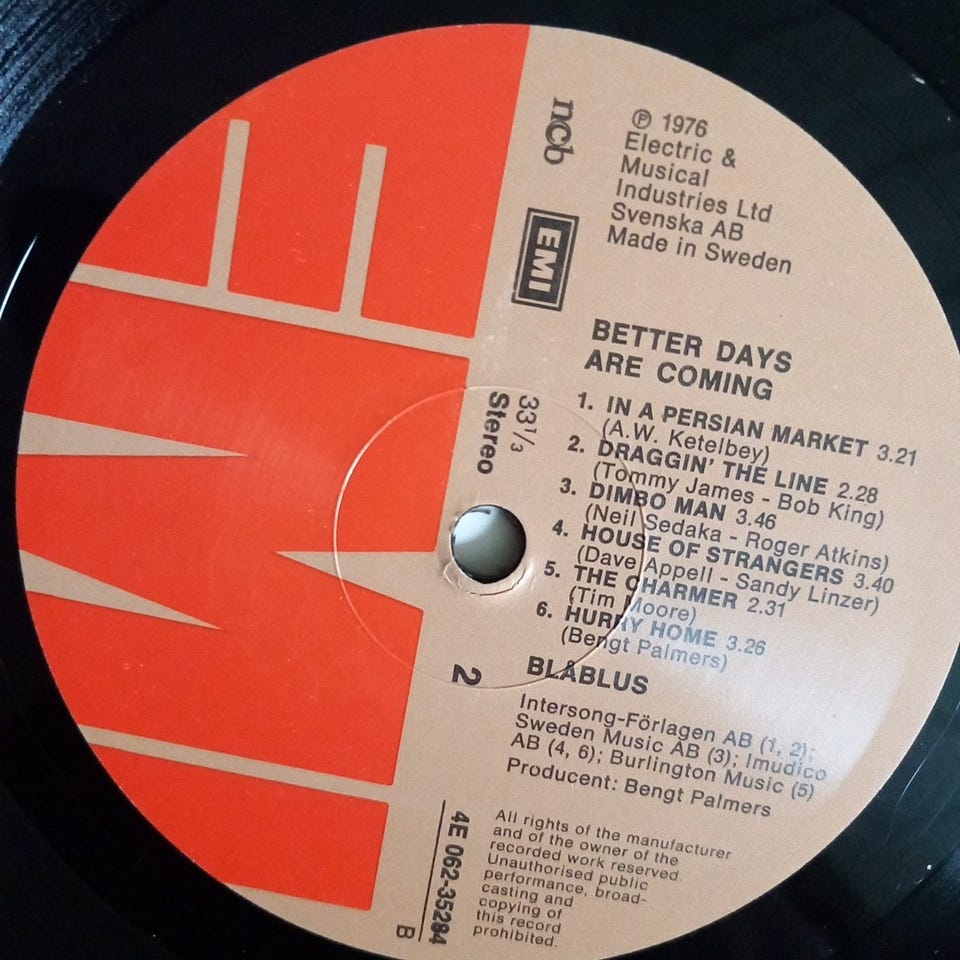 ncb
EMI
℗ 1976
Electric &
Musical
Industries Ltd
Svenska AB
Made in Sweden
BETTER DAYS
ARE COMING
33 1/3
Stereo
1. IN A PERSIAN MARKET 3.21
(A.W. Ketelbey)
2. DRAGGIN' THE LINE 2.28
(Tommy James - Bob King)
3. DIMBO MAN 3.46
(Neil Sedaka - Roger Atkins)
4. HOUSE OF STRANGERS 3.40
(Dave Appell - Sandy Linzer)
5. THE CHARMER 2.31
(Tim Moore)
6. HURRY HOME 3.26
(Bengt Palmers)
2
BLÅBLUS
Intersong-Förlagen AB (1, 2);
Sweden Music AB (3); Imudico
AB (4, 6); Burlington Music (5)
Producent: Bengt Palmers
4E 062-35284
B
All rights of the manufacturer
and of the owner of the
recorded work reserved.
Unauthorised public
performance, broad-
casting and
copying of
this record
prohibited.
EMI